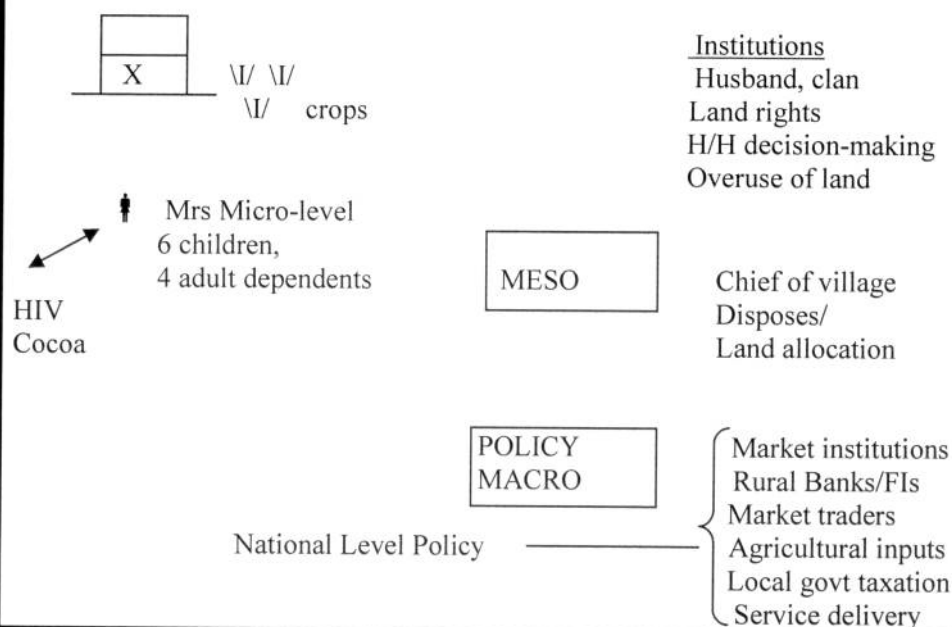 X
\I/ \I/
\I/ crops
Institutions
Husband, clan
Land rights
H/H decision-making
Overuse of land
Mrs Micro-level
6 children,
4 adult dependents
HIV
Cocoa
MESO
Chief of village
Disposes/
Land allocation
POLICY
MACRO
National Level Policy
Market institutions
Rural Banks/FIs
Market traders
Agricultural inputs
Local govt taxation
Service delivery